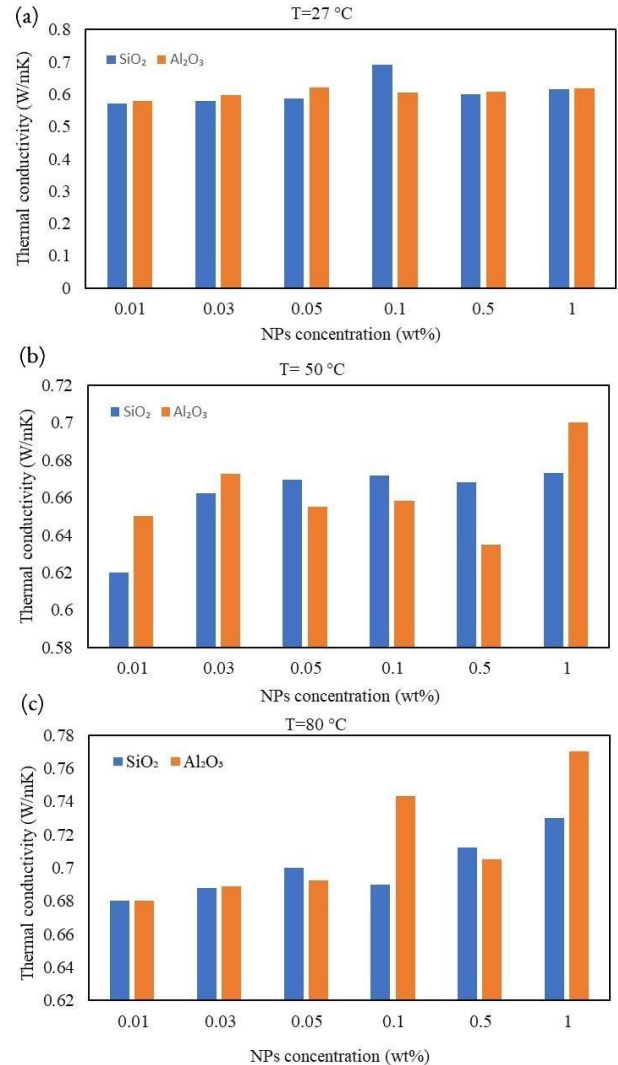 (a)
T=27 °C
0.8
0.7
0.6
0.5
0.4
0.3
0.2
0.1
0
Thermal conductivity (W/mK)
SiO₂ Al₂O₃
0.01 0.03 0.05 0.1 0.5 1
NPs concentration (wt%)
(b)
T= 50 °C
0.72
0.7
0.68
0.66
0.64
0.62
0.6
0.58
Thermal conductivity (W/mK)
SiO₂ Al₂O₃
0.01 0.03 0.05 0.1 0.5 1
NPs concentration (wt%)
(c)
T=80 °C
0.78
0.76
0.74
0.72
0.7
0.68
0.66
0.64
0.62
Thermal conductivity (W/mK)
SiO₂ Al₂O₃
0.01 0.03 0.05 0.1 0.5 1
NPs concentration (wt%)